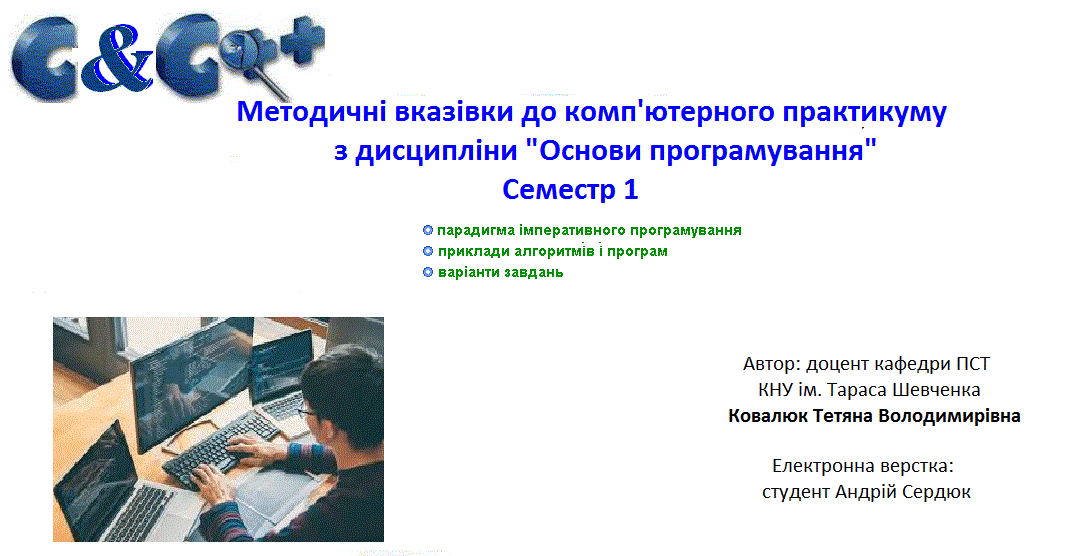 C&C++
Методичні вказівки до комп'ютерного практикуму
з дисципліни "Основи програмування"
Семестр 1
парадигма імперативного програмування
приклади алгоритмів і програм
варіанти завдань
Автор: доцент кафедри ПСТ
КНУ ім. Тараса Шевченка
Ковалюк Тетяна Володимирівна
Електронна верстка:
студент Андрій Сердюк